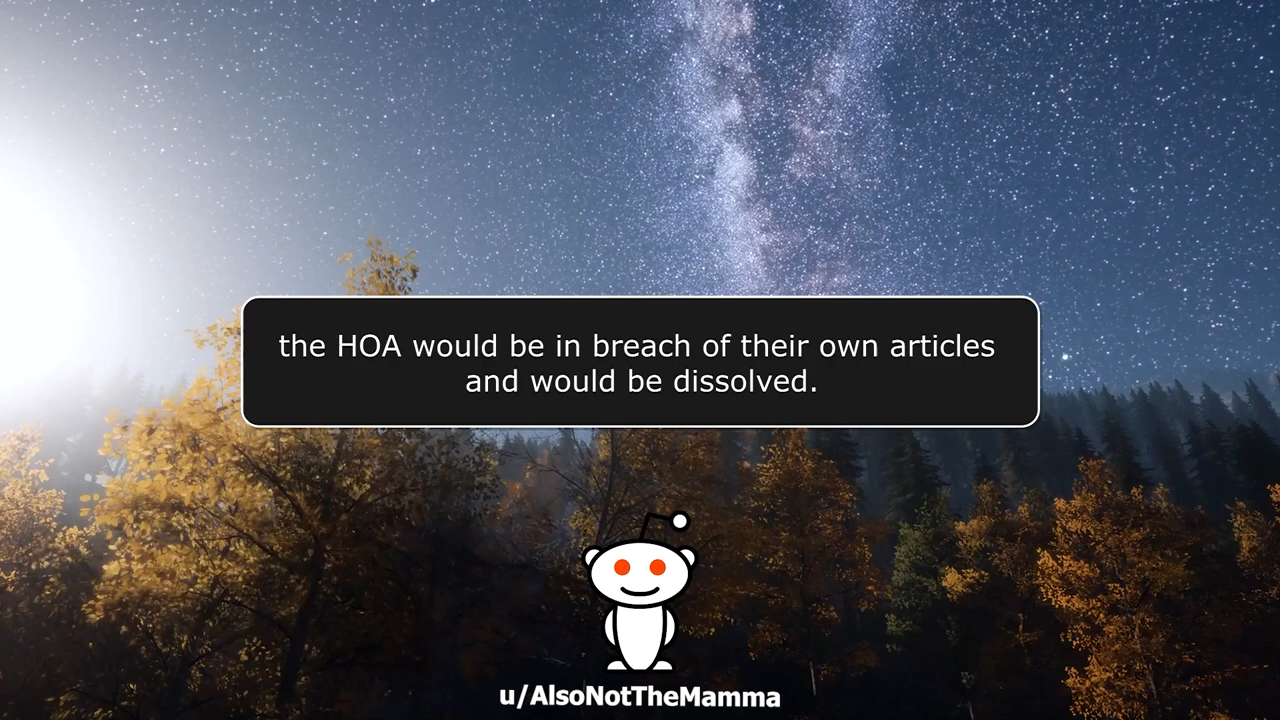 the HOA would be in breach of their own articles
and would be dissolved.
u/AlsoNotTheMamma